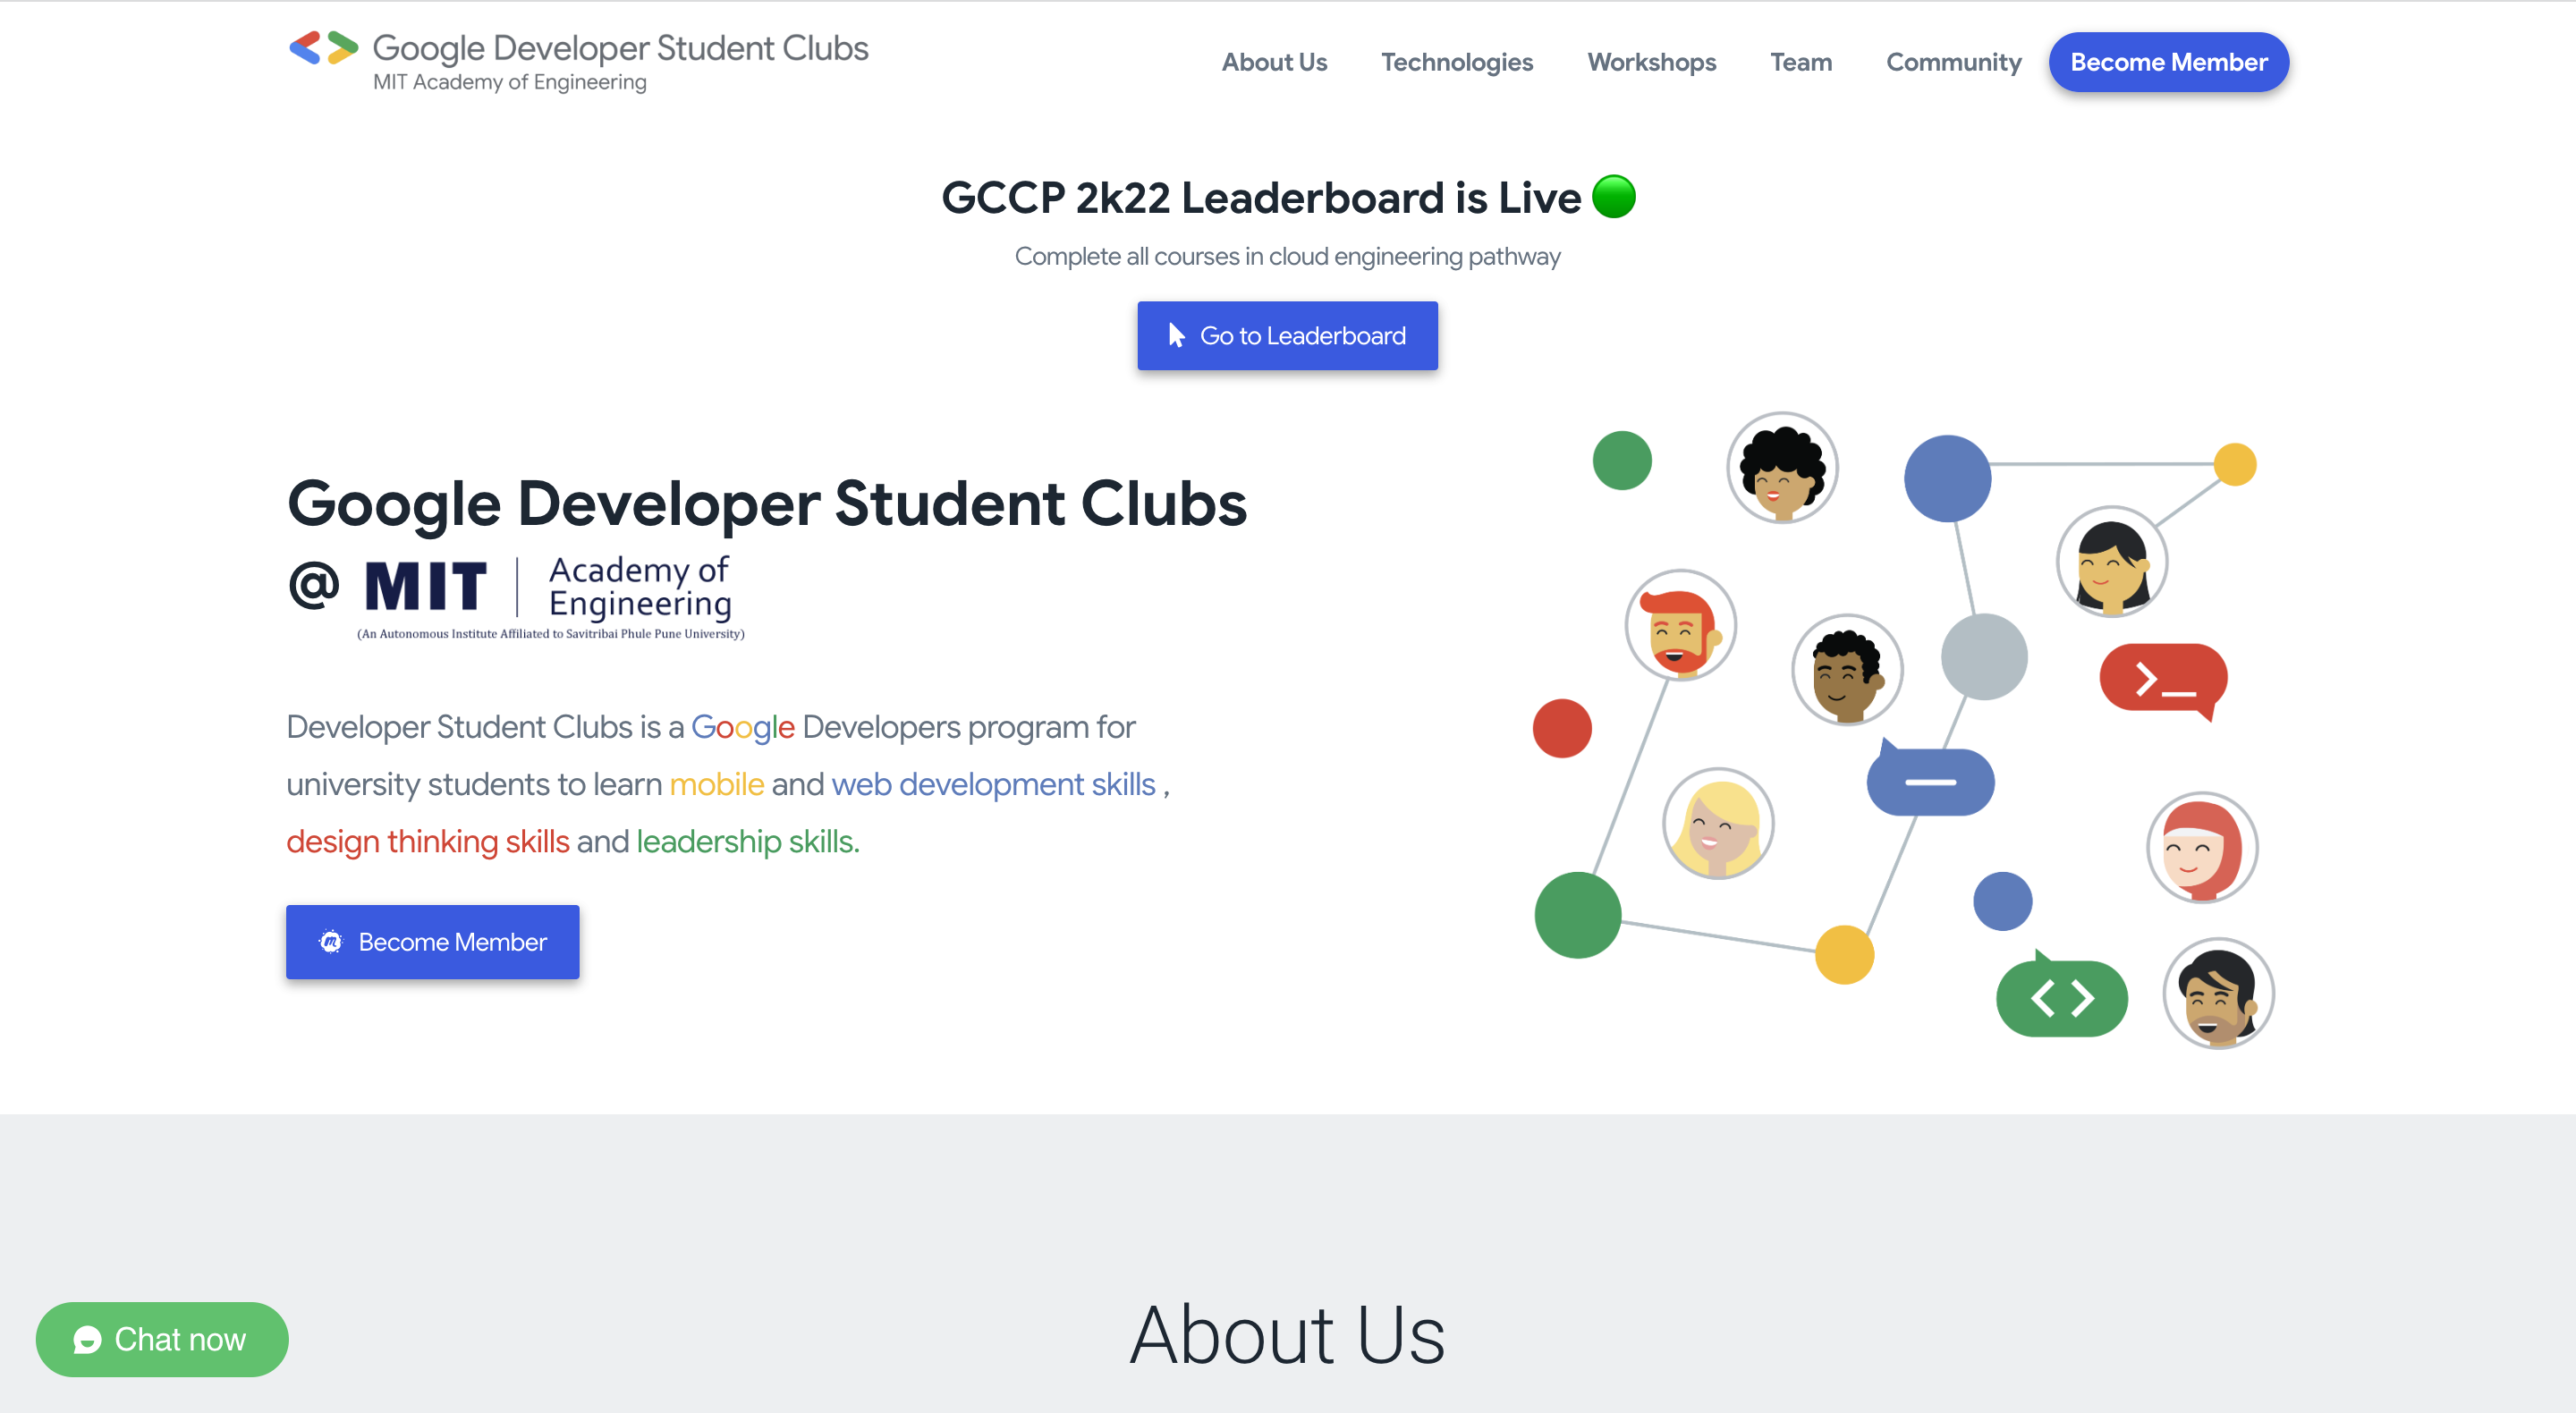 Google Developer Student Clubs
MIT Academy of Engineering
About Us
Technologies
Workshops
Team
Community
Become Member
GCCP 2k22 Leaderboard is Live
Complete all courses in cloud engineering pathway
Go to Leaderboard
Google Developer Student Clubs
@ MIT Academy of
Engineering
(An Autonomous Institute Affiliated to Savitribai Phule Pune University)
Developer Student Clubs is a Google Developers program for
university students to learn mobile and web development skills ,
design thinking skills and leadership skills.
Become Member
About Us
Chat now